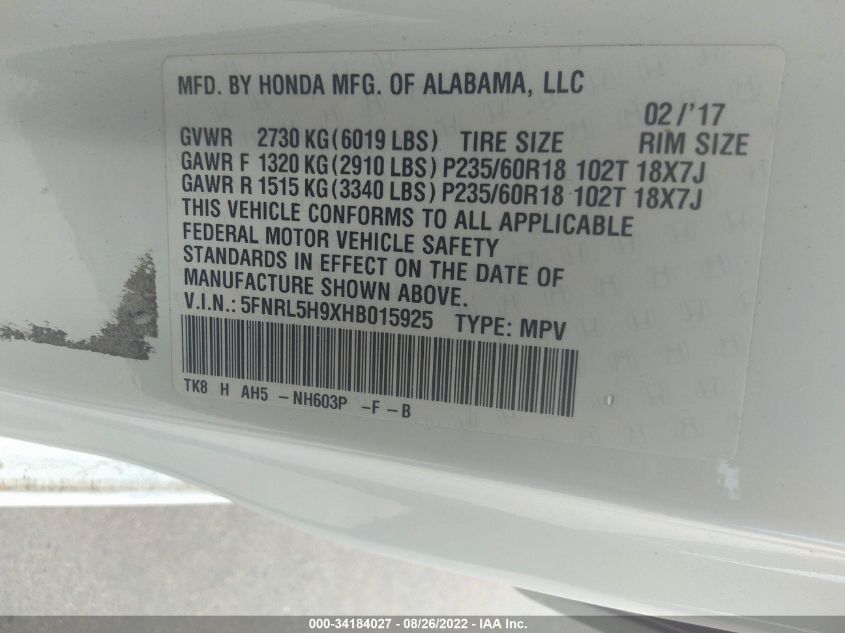 MFD. BY HONDA MFG. OF ALABAMA, LLC
02/'17
GVWR 2730 KG(6019 LBS) TIRE SIZE RIM SIZE
GAWR F 1320 KG(2910 LBS) P235/60R18 102T 18X7J
GAWR R 1515 KG(3340 LBS) P235/60R18 102T 18X7J
THIS VEHICLE CONFORMS TO ALL APPLICABLE
FEDERAL MOTOR VEHICLE SAFETY
STANDARDS IN EFFECT ON THE DATE OF
MANUFACTURE SHOWN ABOVE.
V.I.N.: 5FNRL5H9XHB015925 TYPE: MPV
TK8 H AH5 -NH603P -F-B
000-34184027 - 08/26/2022 - IAA Inc.